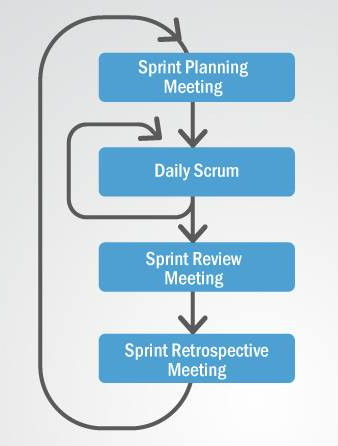 Sprint Planning
Meeting
Daily Scrum
Sprint Review
Meeting
Sprint Retrospective
Meeting